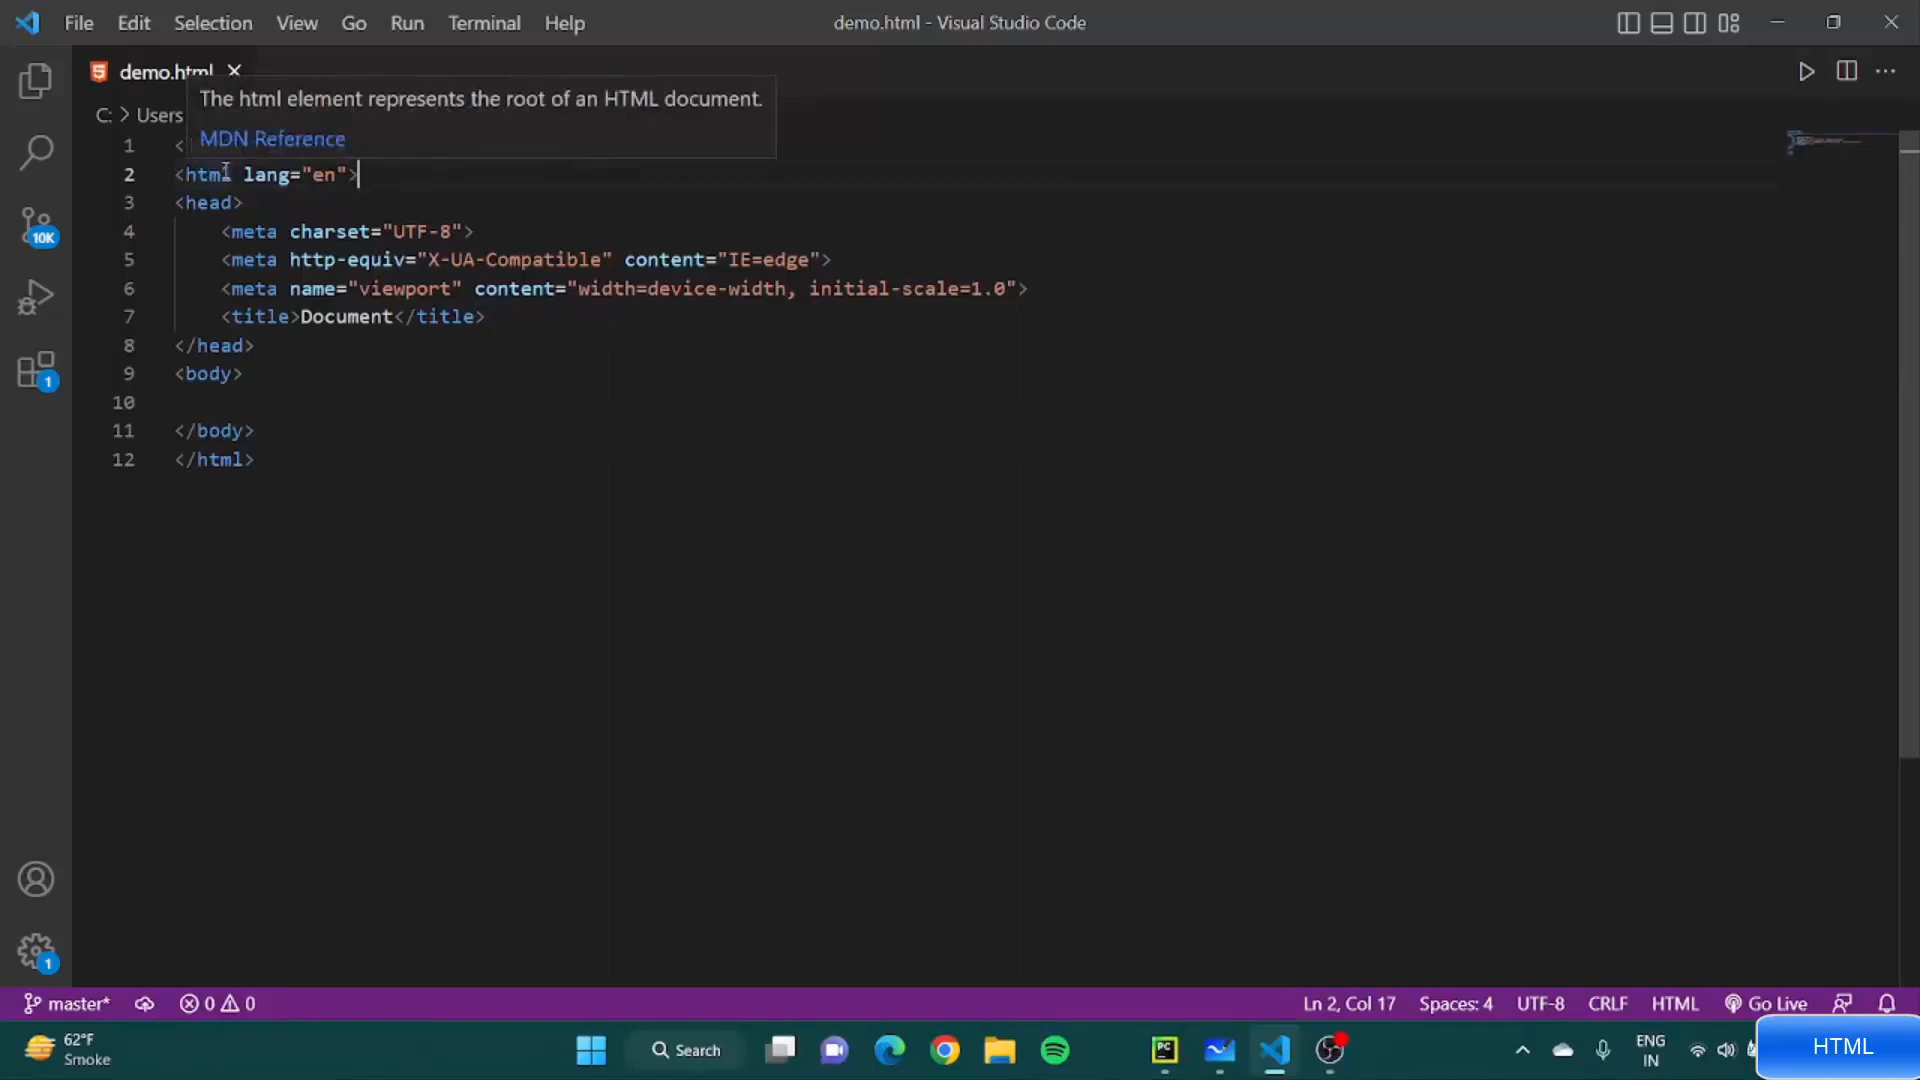 File Edit Selection View Go Run Terminal Help demo.html - Visual Studio Code
demo.html
The html element represents the root of an HTML document.
C: > Users
MDN Reference
1 <
2 <html lang="en">
3 <head>
4 <meta charset="UTF-8">
5 <meta http-equiv="X-UA-Compatible" content="IE=edge">
6 <meta name="viewport" content="width=device-width, initial-scale=1.0">
7 <title>Document</title>
8 </head>
9 <body>
10
11 </body>
12 </html>
10K
1
1
master* 0 0 Ln 2, Col 17 Spaces: 4 UTF-8 CRLF HTML Go Live
62°F
Smoke
Search
PC
ENG
IN
HTML